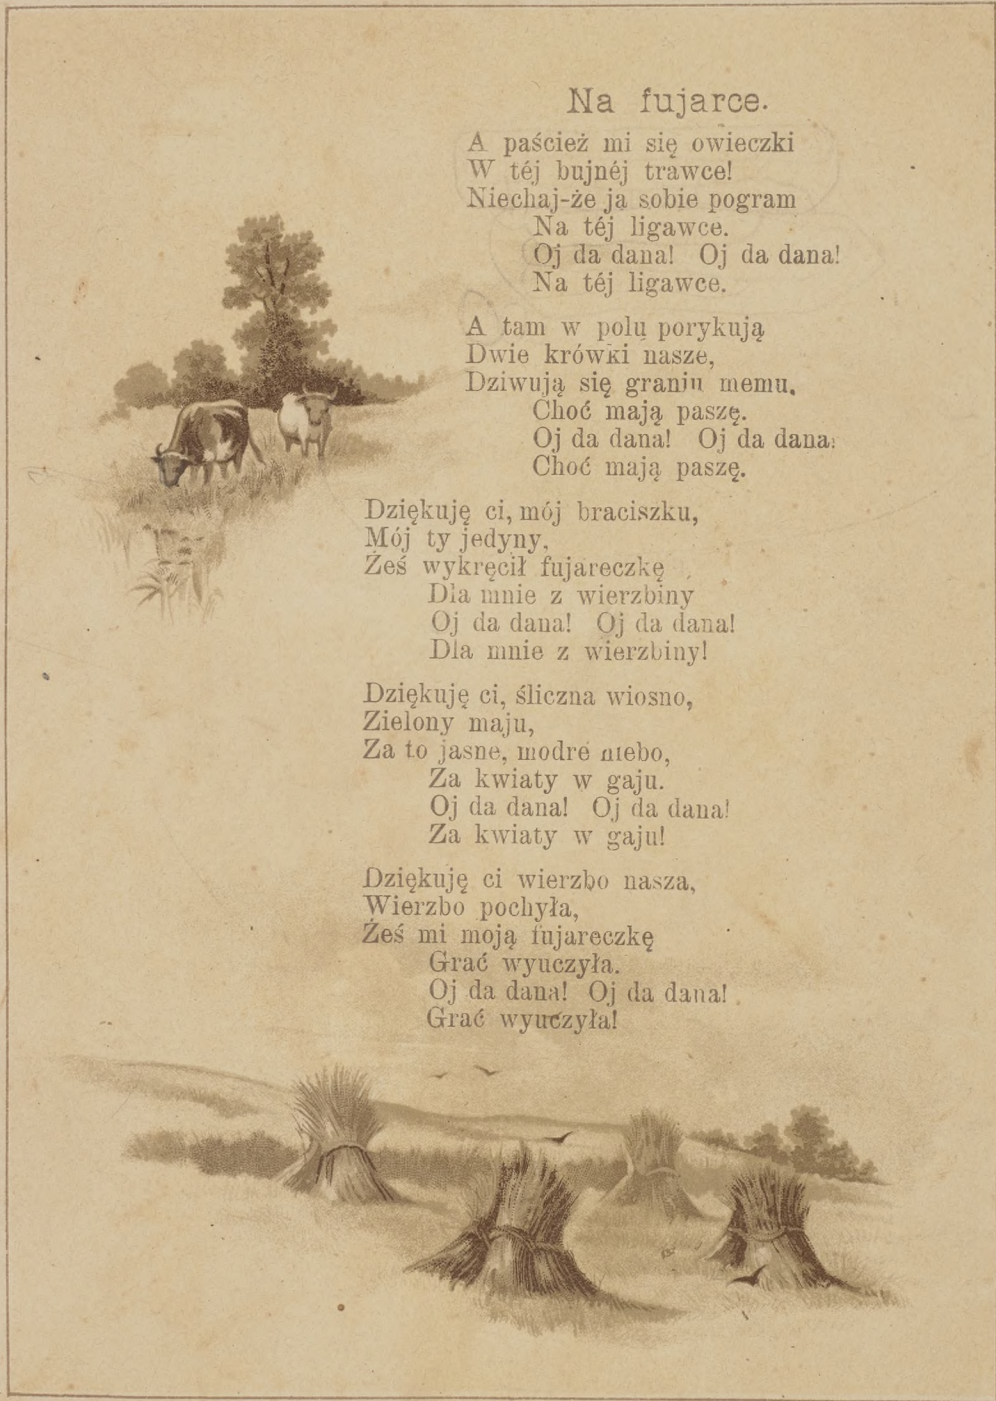 Na fujarce.
A paścież mi się owieczki
W téj bujnéj trawce!
Niechaj-że ja sobie pogram
Na téj ligawce.
Oj da dana! Oj da dana!
Na téj ligawce.
A tam w polu porykują
Dwie krówki nasze,
Dziwują się graniu memu,
Choć mają paszę.
Oj da dana! Oj da dana!
Choć mają paszę.
Dziękuję ci, mój braciszku,
Mój ty jedyny,
Żeś wykręcił fujareczkę
Dla mnie z wierzbiny
Oj da dana! Oj da dana!
Dla mnie z wierzbiny!
Dziękuję ci, śliczna wiosno,
Zielony maju,
Za to jasne, modre niebo,
Za kwiaty w gaju.
Oj da dana! Oj da dana!
Za kwiaty w gaju!
Dziękuję ci wierzbo nasza,
Wierzbo pochyła,
Żeś mi moją fujareczkę
Grać wyuczyła.
Oj da dana! Oj da dana!
Grać wyuczyła!